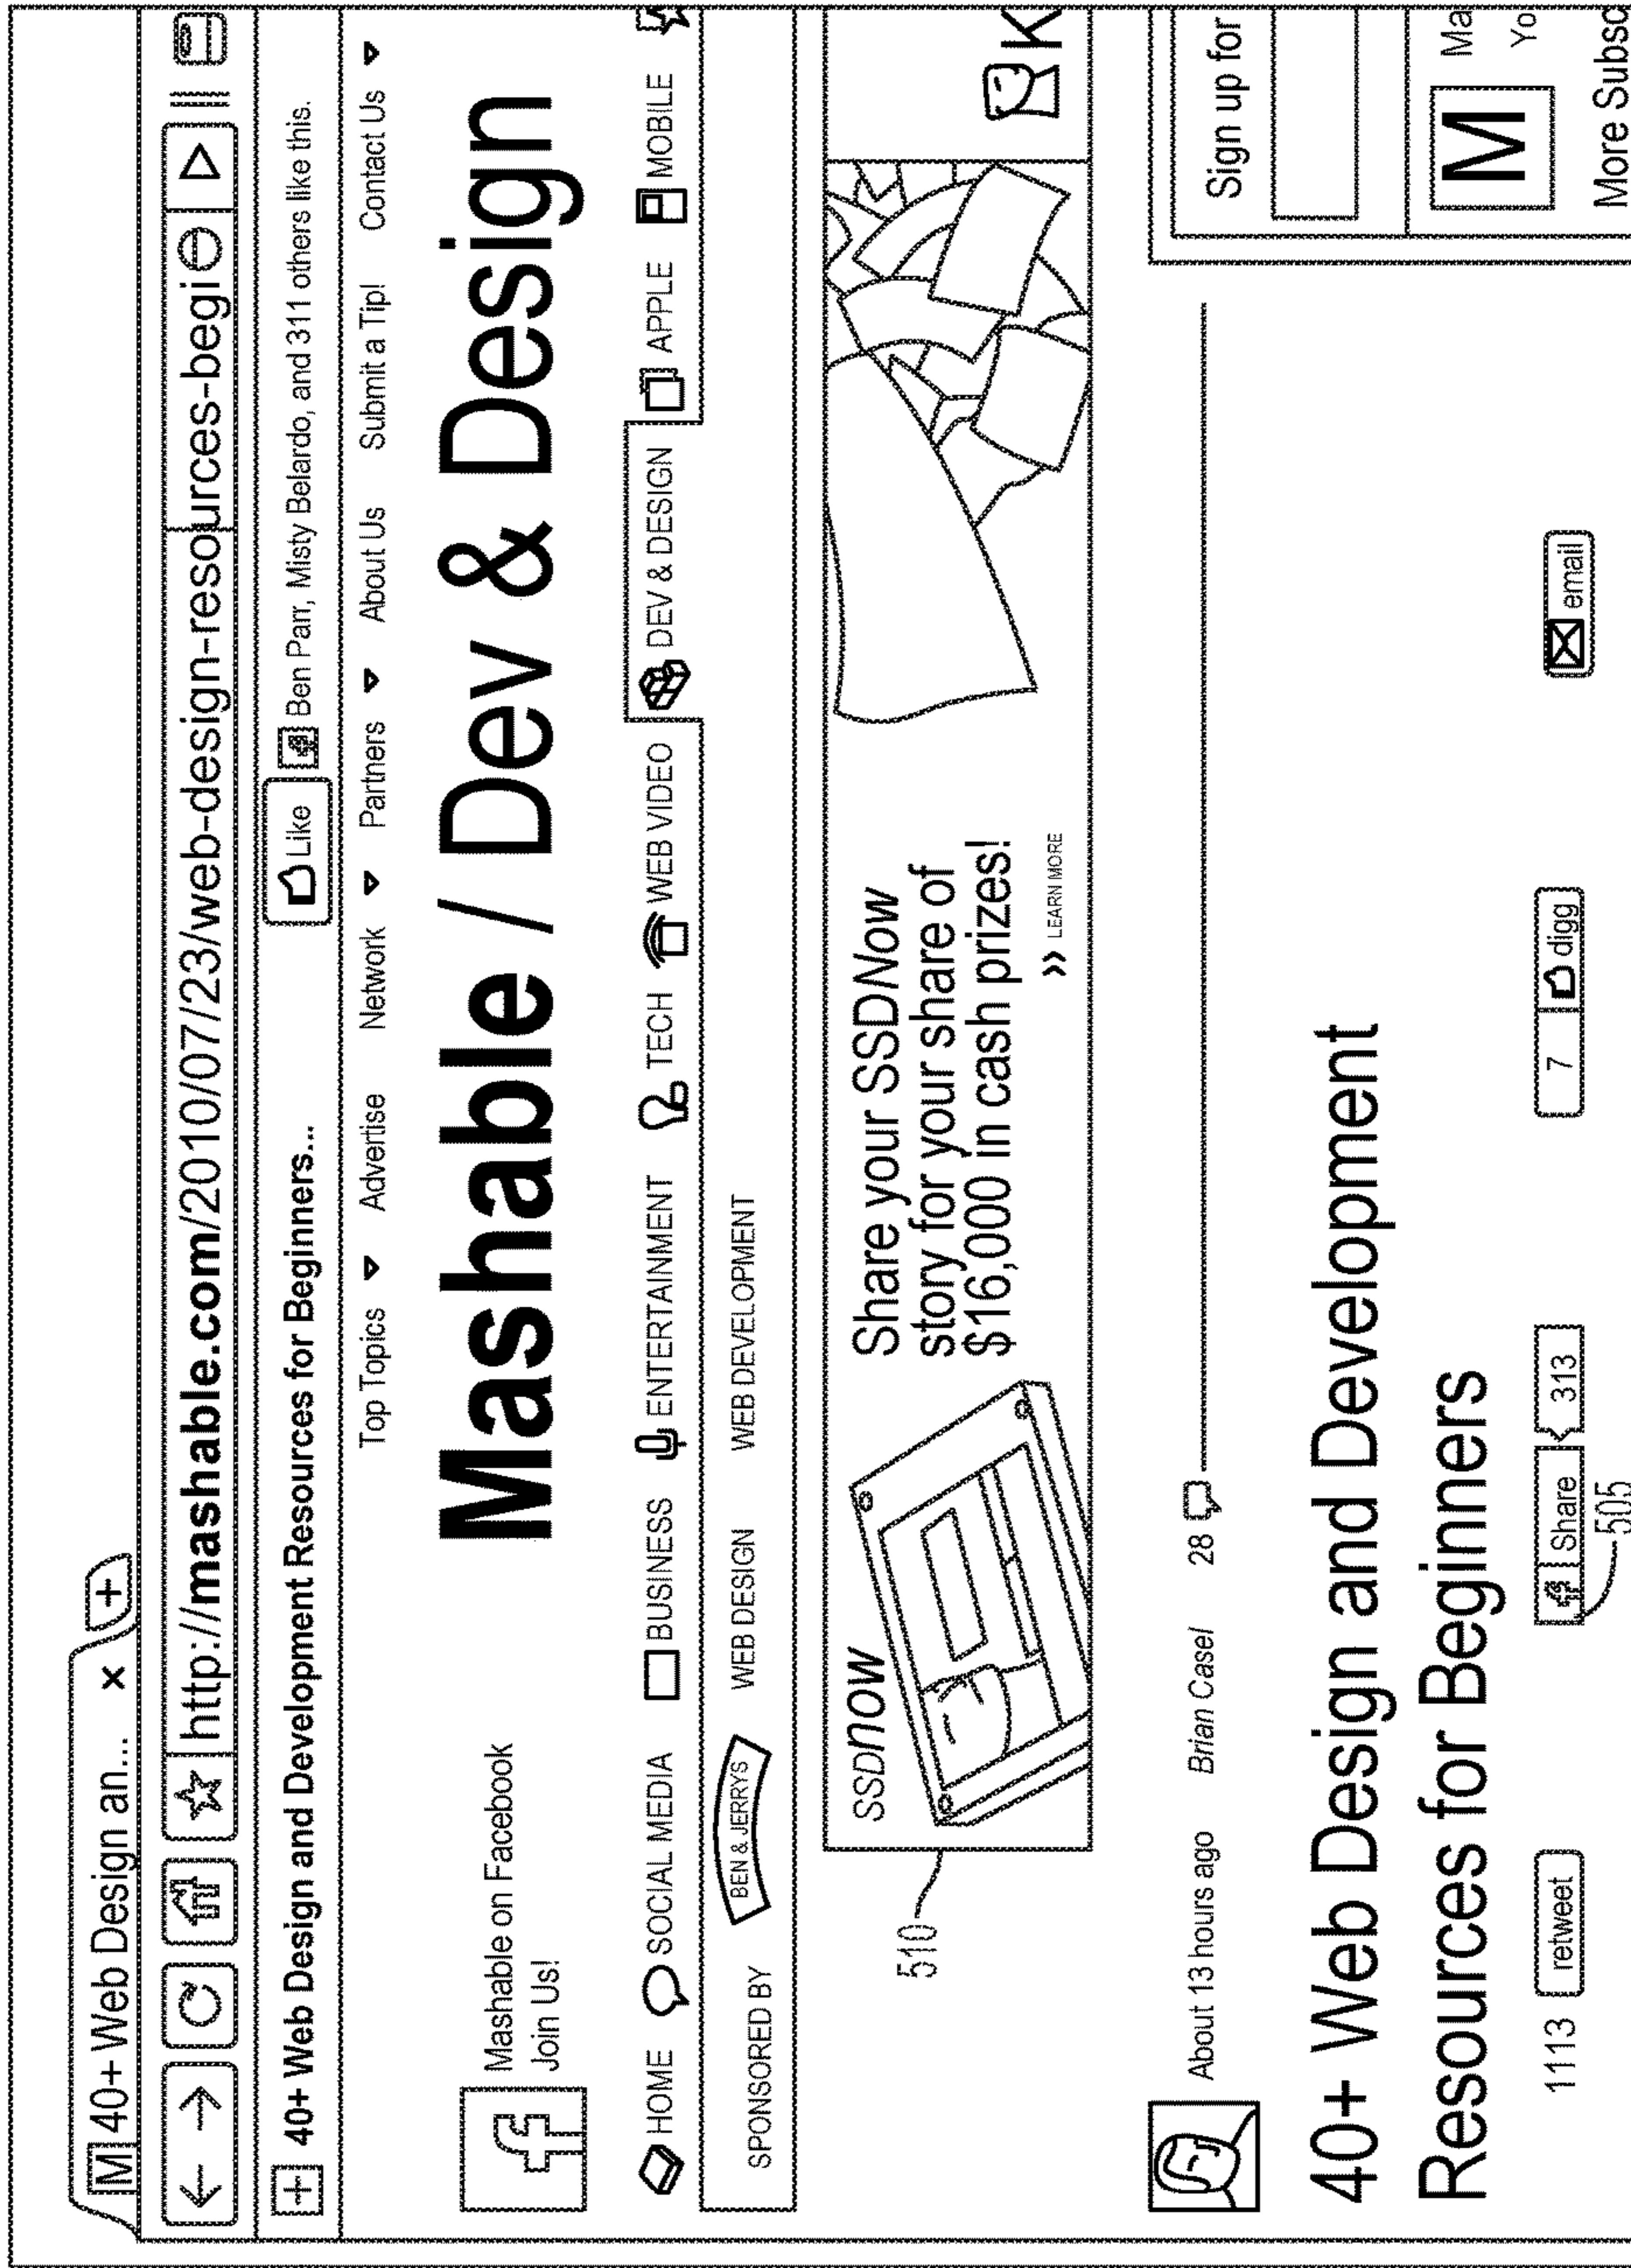 M 40+ Web Design an... × +
http://mashable.com/2010/07/23/web-design-resources-begi
+ 40+ Web Design and Development Resources for Beginners... Like Ben Parr, Misty Belardo, and 311 others like this.
Top Topics Advertise Network Partners About Us Submit a Tip! Contact Us
f Mashable on Facebook
Join Us!
Mashable / Dev & Design
HOME SOCIAL MEDIA BUSINESS ENTERTAINMENT TECH WEB VIDEO DEV & DESIGN APPLE MOBILE
SPONSORED BY BEN & JERRYS WEB DESIGN WEB DEVELOPMENT
510
SSDnow
Share your SSDNow
story for your share of
$16,000 in cash prizes!
>> LEARN MORE
K
About 13 hours ago Brian Casel 28
Sign up for
40+ Web Design and Development
Resources for Beginners
M Ma
Yo
More Subsc
1113 retweet f Share 313 7 digg email
505